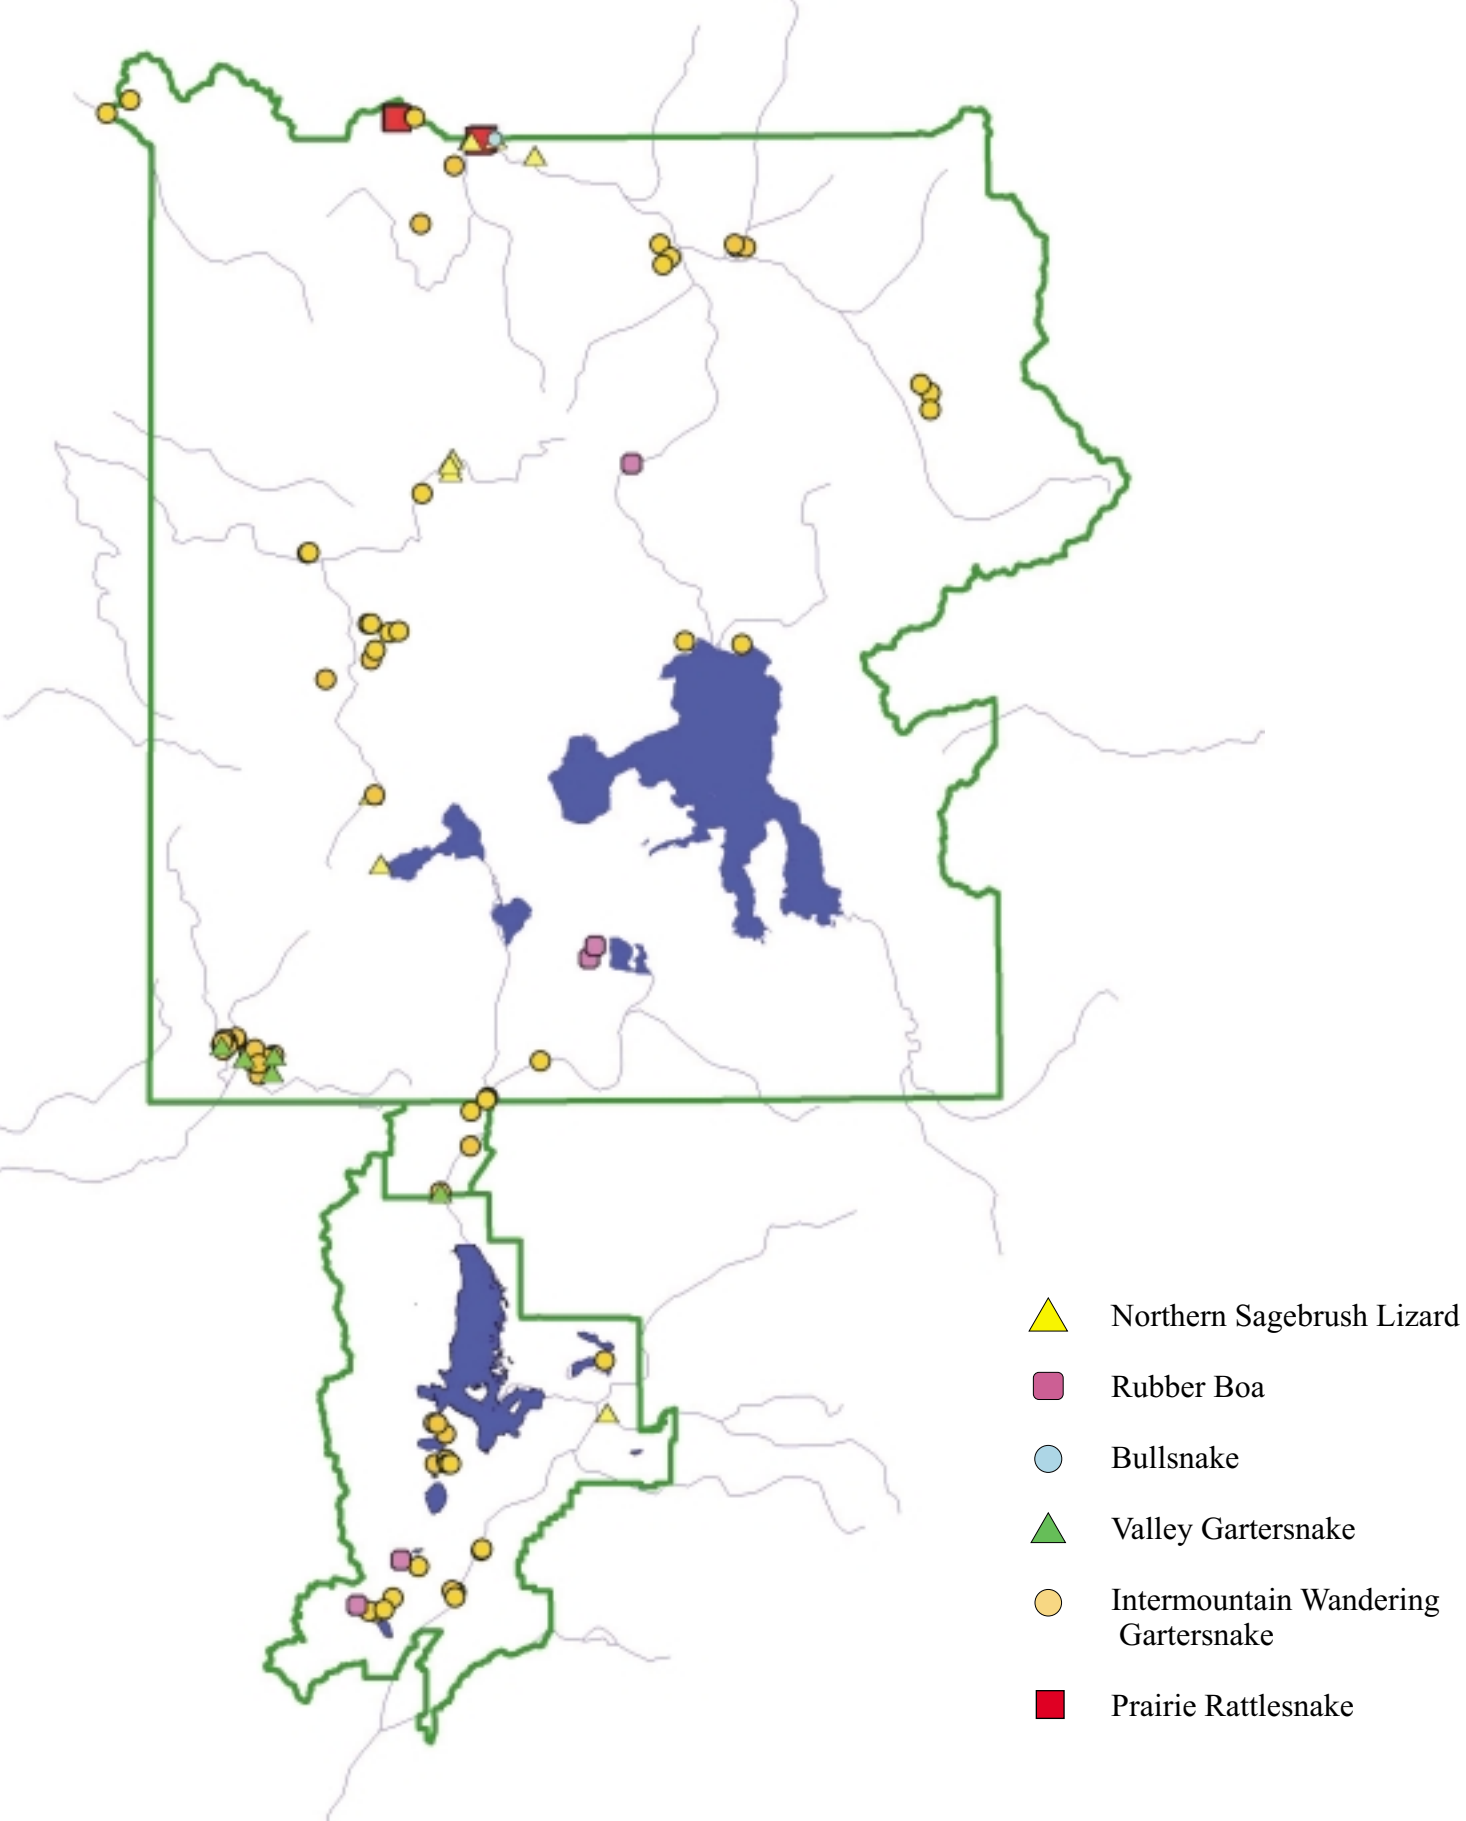 Northern Sagebrush Lizard
Rubber Boa
Bullsnake
Valley Gartersnake
Intermountain Wandering
Gartersnake
Prairie Rattlesnake